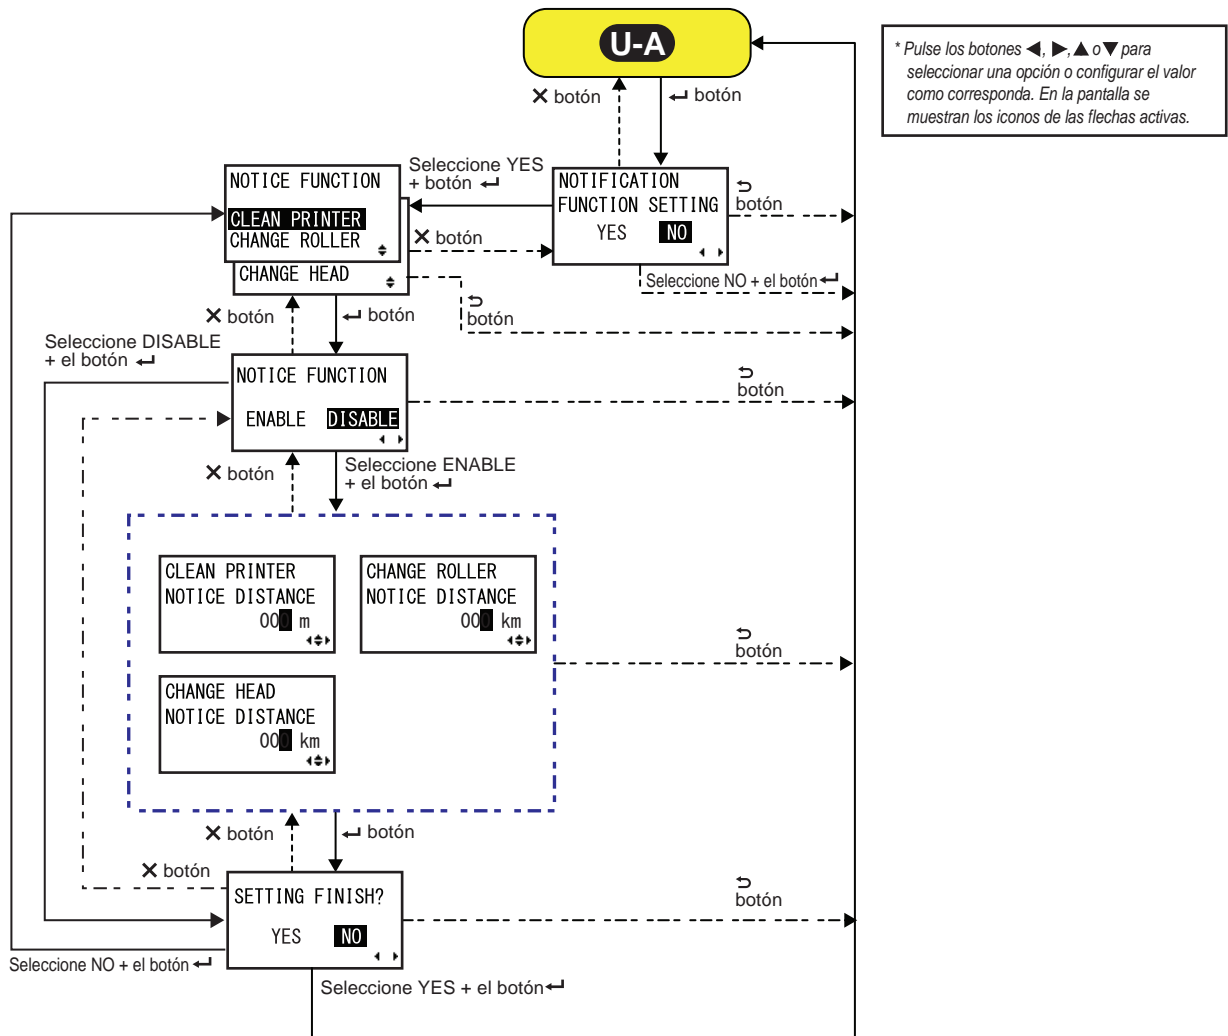 U-A
* Pulse los botones ◀, ▶, ▲ o ▼ para
seleccionar una opción o configurar el valor
como corresponda. En la pantalla se
muestran los iconos de las flechas activas.
✕ botón
↵ botón
Seleccione YES
+ botón ↵
NOTICE FUNCTION
CLEAN PRINTER
CHANGE ROLLER
CHANGE HEAD
NOTIFICATION
FUNCTION SETTING
YES NO
⮌
botón
✕ botón
Seleccione NO + el botón ↵
⮌
botón
✕ botón
↵ botón
Seleccione DISABLE
+ el botón ↵
NOTICE FUNCTION
ENABLE DISABLE
⮌
botón
✕ botón
Seleccione ENABLE
+ el botón ↵
CLEAN PRINTER
NOTICE DISTANCE
000 m
CHANGE ROLLER
NOTICE DISTANCE
000 km
CHANGE HEAD
NOTICE DISTANCE
000 km
⮌
botón
✕ botón
↵ botón
✕ botón
SETTING FINISH?
YES NO
⮌
botón
Seleccione NO + el botón ↵
Seleccione YES + el botón ↵